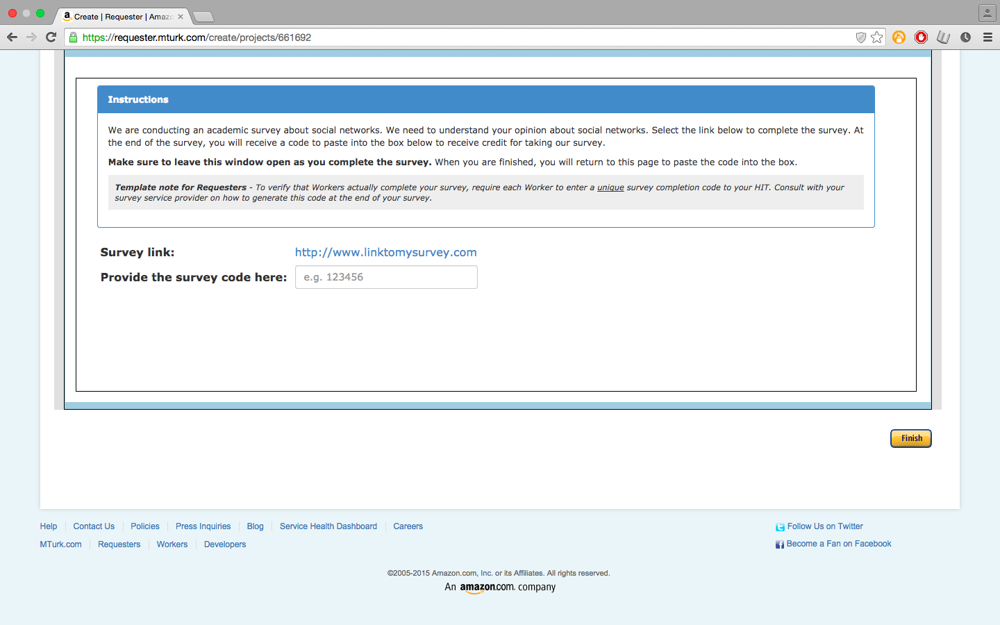 Create | Requester | Amazo
https://requester.mturk.com/create/projects/661692
Instructions
We are conducting an academic survey about social networks. We need to understand your opinion about social networks. Select the link below to complete the survey. At
the end of the survey, you will receive a code to paste into the box below to receive credit for taking our survey.
Make sure to leave this window open as you complete the survey. When you are finished, you will return to this page to paste the code into the box.
Template note for Requesters - To verify that Workers actually complete your survey, require each Worker to enter a unique survey completion code to your HIT. Consult with your
survey service provider on how to generate this code at the end of your survey.
Survey link: http://www.linktomysurvey.com
Provide the survey code here: e.g. 123456
Finish
Help Contact Us Policies Press Inquiries Blog Service Health Dashboard Careers Follow Us on Twitter
MTurk.com Requesters Workers Developers Become a Fan on Facebook
©2005-2015 Amazon.com, Inc. or its Affiliates. All rights reserved.
An amazon.com company